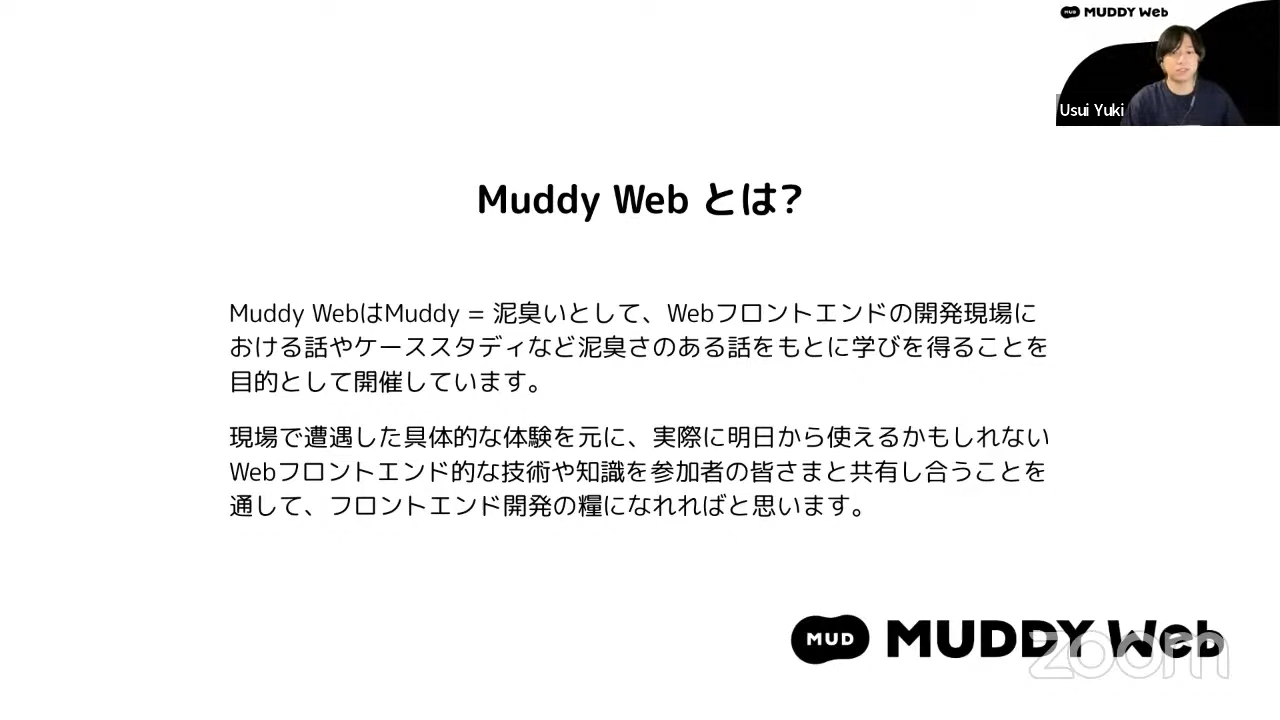 MUD MUDDY Web
Usui Yuki
Muddy Web とは?
Muddy WebはMuddy = 泥臭いとして、Webフロントエンドの開発現場に
おける話やケーススタディなど泥臭さのある話をもとに学びを得ることを
目的として開催しています。
現場で遭遇した具体的な体験を元に、実際に明日から使えるかもしれない
Webフロントエンド的な技術や知識を参加者の皆さまと共有し合うことを
通して、フロントエンド開発の糧になれればと思います。
MUD MUDDY Web
zoom